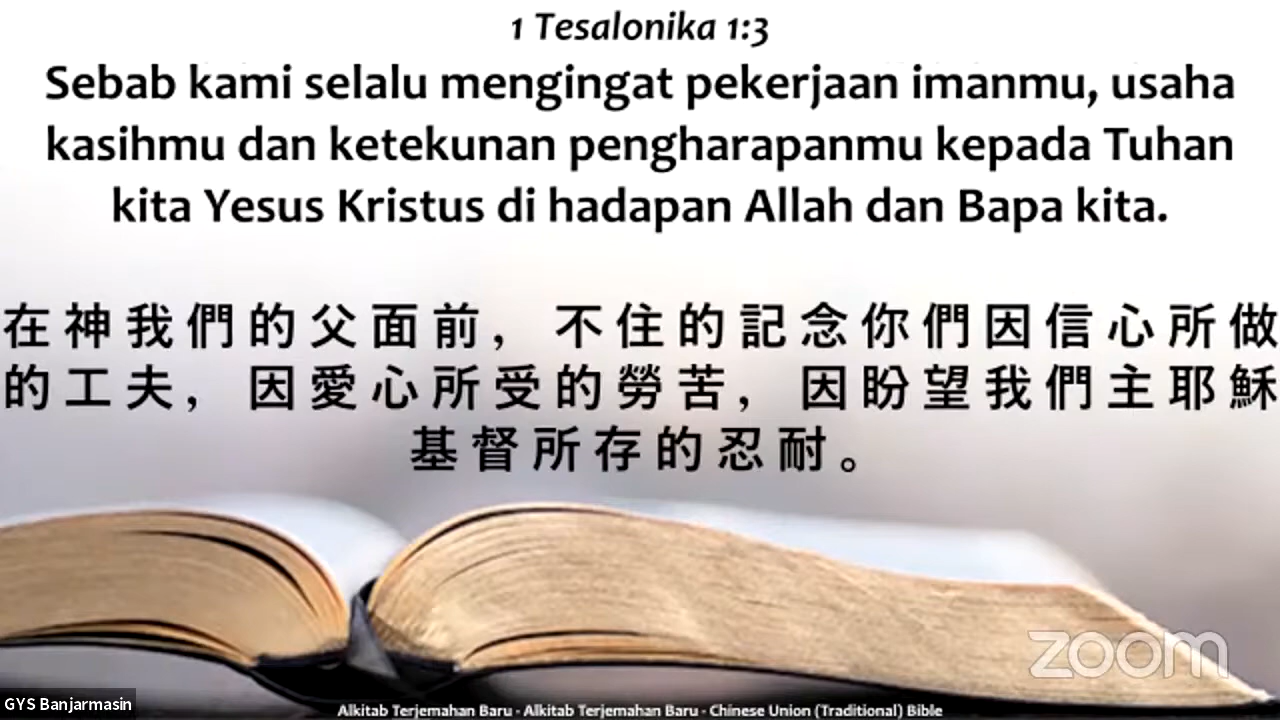 1 Tesalonika 1:3
Sebab kami selalu mengingat pekerjaan imanmu, usaha
kasihmu dan ketekunan pengharapanmu kepada Tuhan
kita Yesus Kristus di hadapan Allah dan Bapa kita.
在神我們的父面前，不住的記念你們因信心所做
的工夫，因愛心所受的勞苦，因盼望我們主耶穌
基督所存的忍耐。
zoom
GYS Banjarmasin
Alkitab Terjemahan Baru - Alkitab Terjemahan Baru - Chinese Union (Traditional) Bible